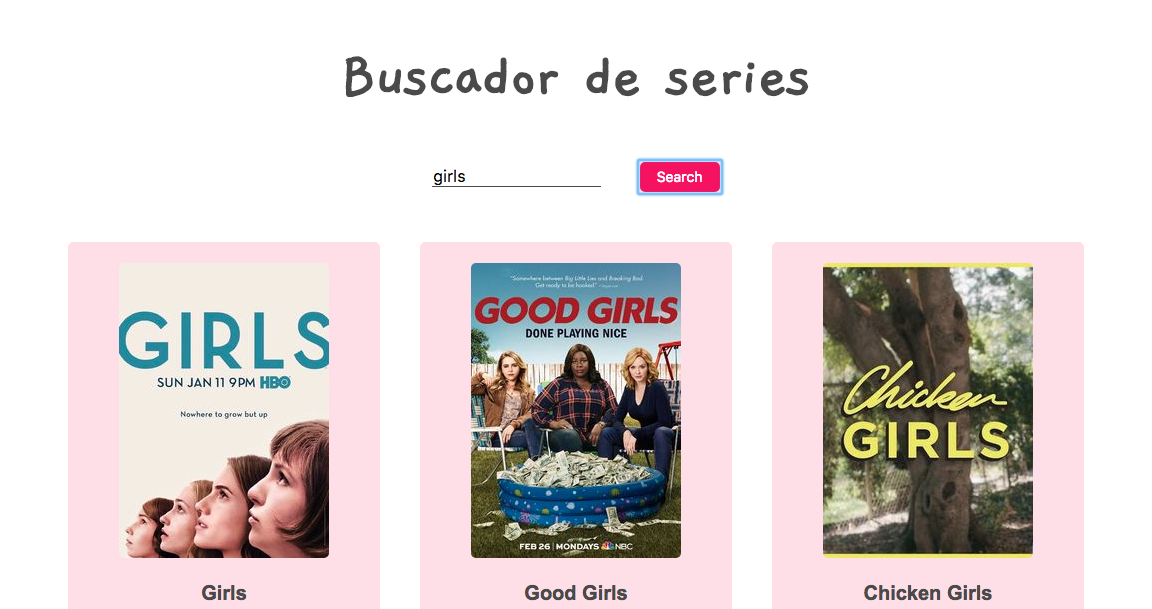 Buscador de series
girls
Search
GIRLS
SUN JAN 11 9PM HBO
Nowhere to grow but up
"Somewhere between Big Little Lies and Breaking Bad.
Get ready to be hooked."
GOOD GIRLS
DONE PLAYING NICE
FEB 26 | MONDAYS NBC
Chicken
GIRLS
Girls
Good Girls
Chicken Girls